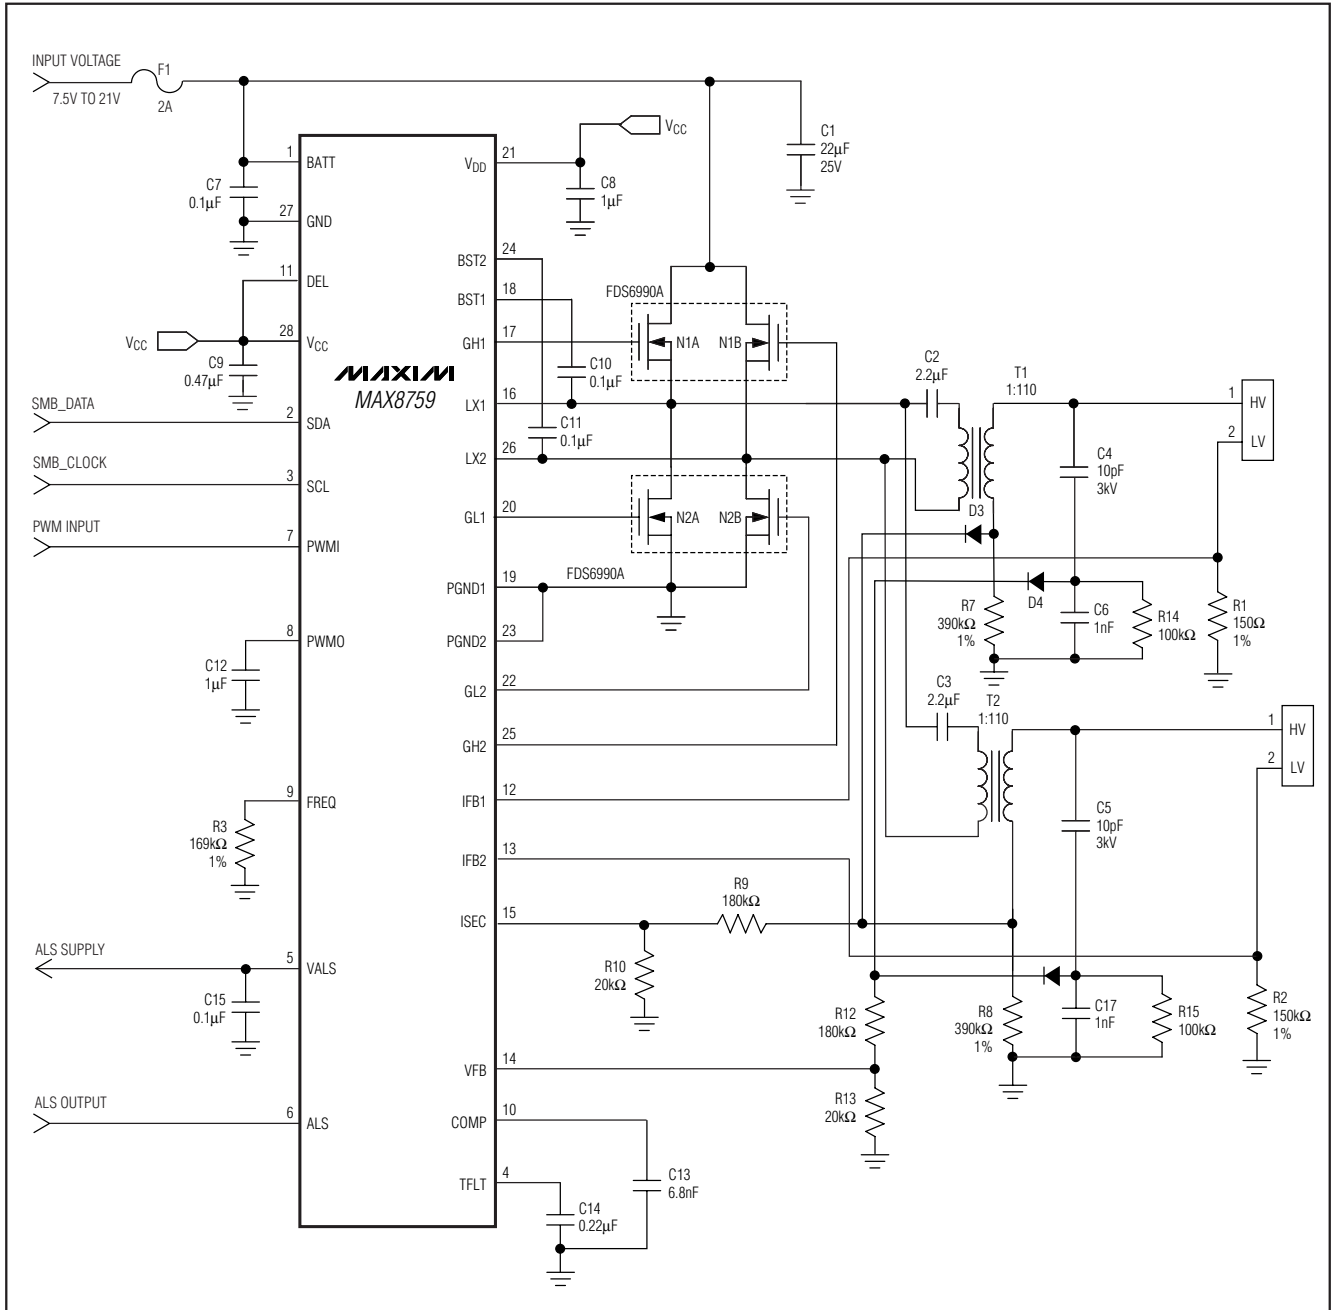 INPUT VOLTAGE
7.5V TO 21V
F1
2A
C7
0.1µF
1
BATT
27
GND
11
DEL
VCC
28
VCC
C9
0.47µF
SMB_DATA
2
SDA
SMB_CLOCK
3
SCL
PWM INPUT
7
PWMI
8
PWMO
C12
1µF
9
FREQ
R3
169kΩ
1%
ALS SUPPLY
5
VALS
C15
0.1µF
ALS OUTPUT
6
ALS
MAXIM
MAX8759
VDD
21
VCC
C8
1µF
C1
22µF
25V
BST2
24
BST1
18
GH1
17
LX1
16
LX2
26
GL1
20
PGND1
19
PGND2
23
GL2
22
GH2
25
IFB1
12
IFB2
13
ISEC
15
VFB
14
COMP
10
TFLT
4
FDS6990A
N1A
N1B
C10
0.1µF
C11
0.1µF
N2A
N2B
FDS6990A
C2
2.2µF
T1
1:110
1
HV
2
LV
C4
10pF
3kV
D3
D4
R7
390kΩ
1%
C6
1nF
R14
100kΩ
R1
150Ω
1%
C3
2.2µF
T2
1:110
1
HV
2
LV
C5
10pF
3kV
R9
180kΩ
R10
20kΩ
R12
180kΩ
R8
390kΩ
1%
C17
1nF
R15
100kΩ
R2
150kΩ
1%
R13
20kΩ
C13
6.8nF
C14
0.22µF